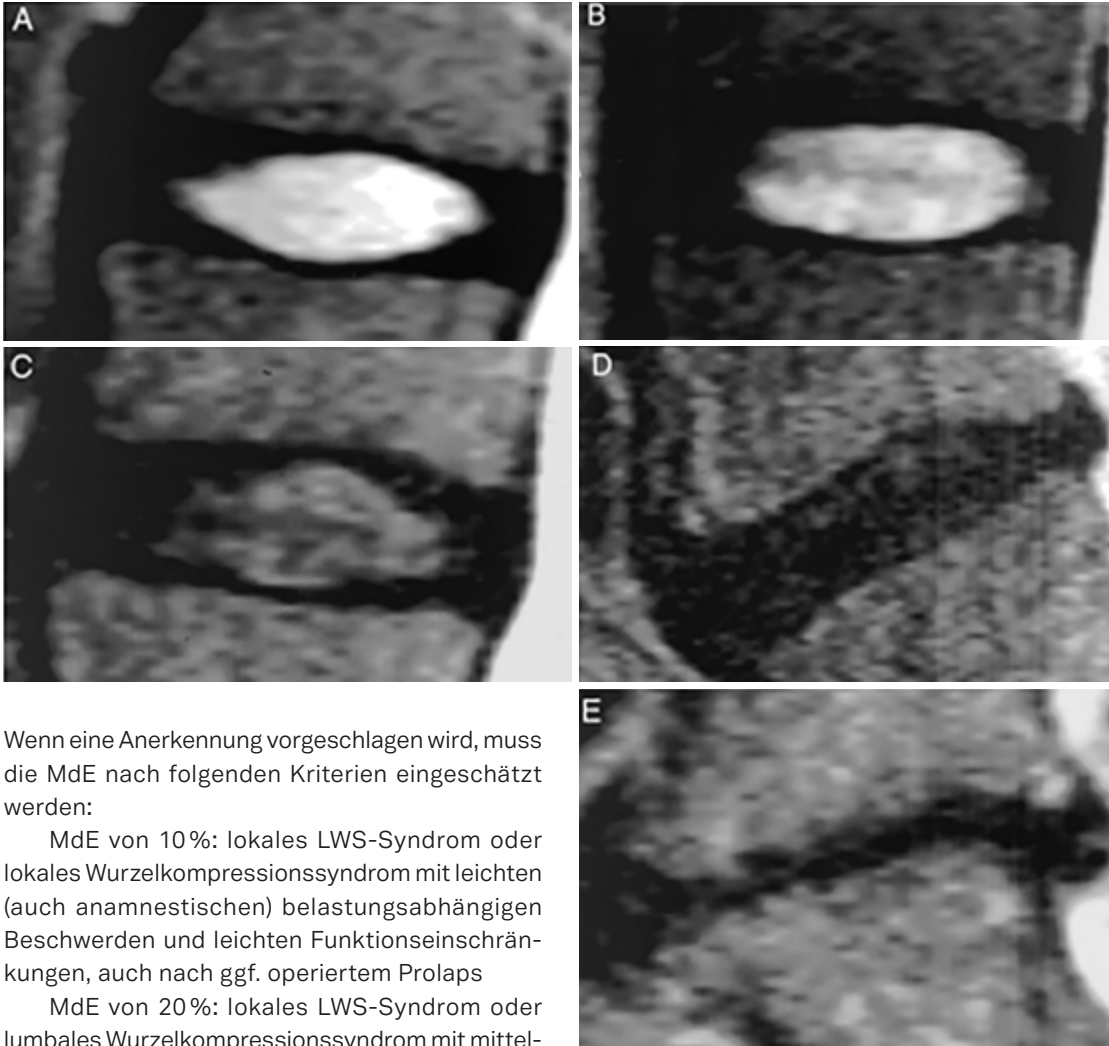 A
B
C
D
E
Wenn eine Anerkennung vorgeschlagen wird, muss
die MdE nach folgenden Kriterien eingeschätzt
werden:
MdE von 10 %: lokales LWS-Syndrom oder
lokales Wurzelkompressionssyndrom mit leichten
(auch anamnestischen) belastungsabhängigen
Beschwerden und leichten Funktionseinschrän-
kungen, auch nach ggf. operiertem Prolaps
MdE von 20 %: lokales LWS-Syndrom oder
lumbales Wurzelkompressionssyndrom mit mittel-